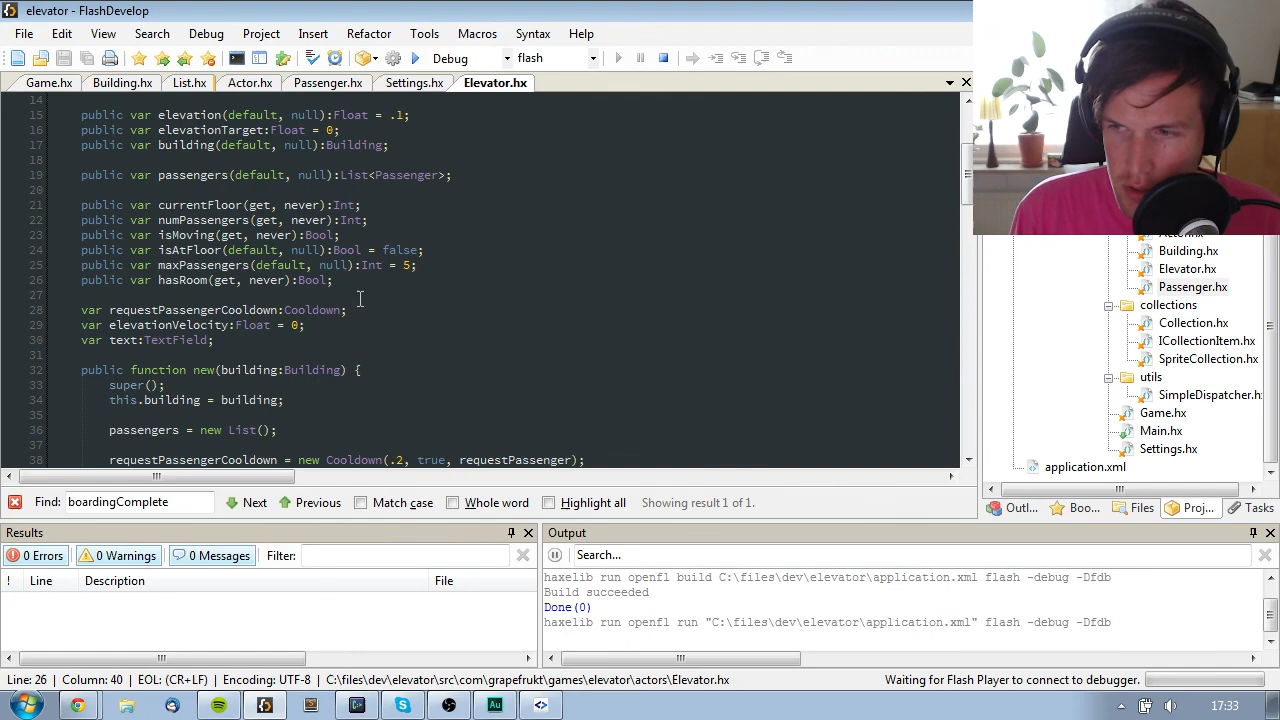 elevator - FlashDevelop
File Edit View Search Debug Project Insert Refactor Tools Macros Syntax Help
Debug flash
Game.hx Building.hx List.hx Actor.hx Passenger.hx Settings.hx Elevator.hx
14
15 public var elevation(default, null):Float = .1;
16 public var elevationTarget:Float = 0;
17 public var building(default, null):Building;
18
19 public var passengers(default, null):List<Passenger>;
20
21 public var currentFloor(get, never):Int;
22 public var numPassengers(get, never):Int;
23 public var isMoving(get, never):Bool;
24 public var isAtFloor(default, null):Bool = false;
25 public var maxPassengers(default, null):Int = 5;
26 public var hasRoom(get, never):Bool;
27
28 var requestPassengerCooldown:Cooldown;
29 var elevationVelocity:Float = 0;
30 var text:TextField;
31
32 public function new(building:Building) {
33 super();
34 this.building = building;
35
36 passengers = new List();
37
38 requestPassengerCooldown = new Cooldown(.2, true, requestPassenger);
Building.hx
Elevator.hx
Passenger.hx
collections
Collection.hx
ICollectionItem.hx
SpriteCollection.hx
utils
SimpleDispatcher.h
Game.hx
Main.hx
Settings.hx
application.xml
Outl... Boo... Files Proj... Tasks
Find: boardingComplete Next Previous Match case Whole word Highlight all Showing result 1 of 1.
Results
0 Errors 0 Warnings 0 Messages Filter:
! Line Description File
Output
Search...
haxelib run openfl build C:\files\dev\elevator\application.xml flash -debug -Dfdb
Build succeeded
Done(0)
haxelib run openfl run "C:\files\dev\elevator\application.xml" flash -debug -Dfdb
Line: 26 Column: 40 EOL: (CR+LF) Encoding: UTF-8 C:\files\dev\elevator\src\com\grapefrukt\games\elevator\actors\Elevator.hx Waiting for Flash Player to connect to debugger.
Au 17:33